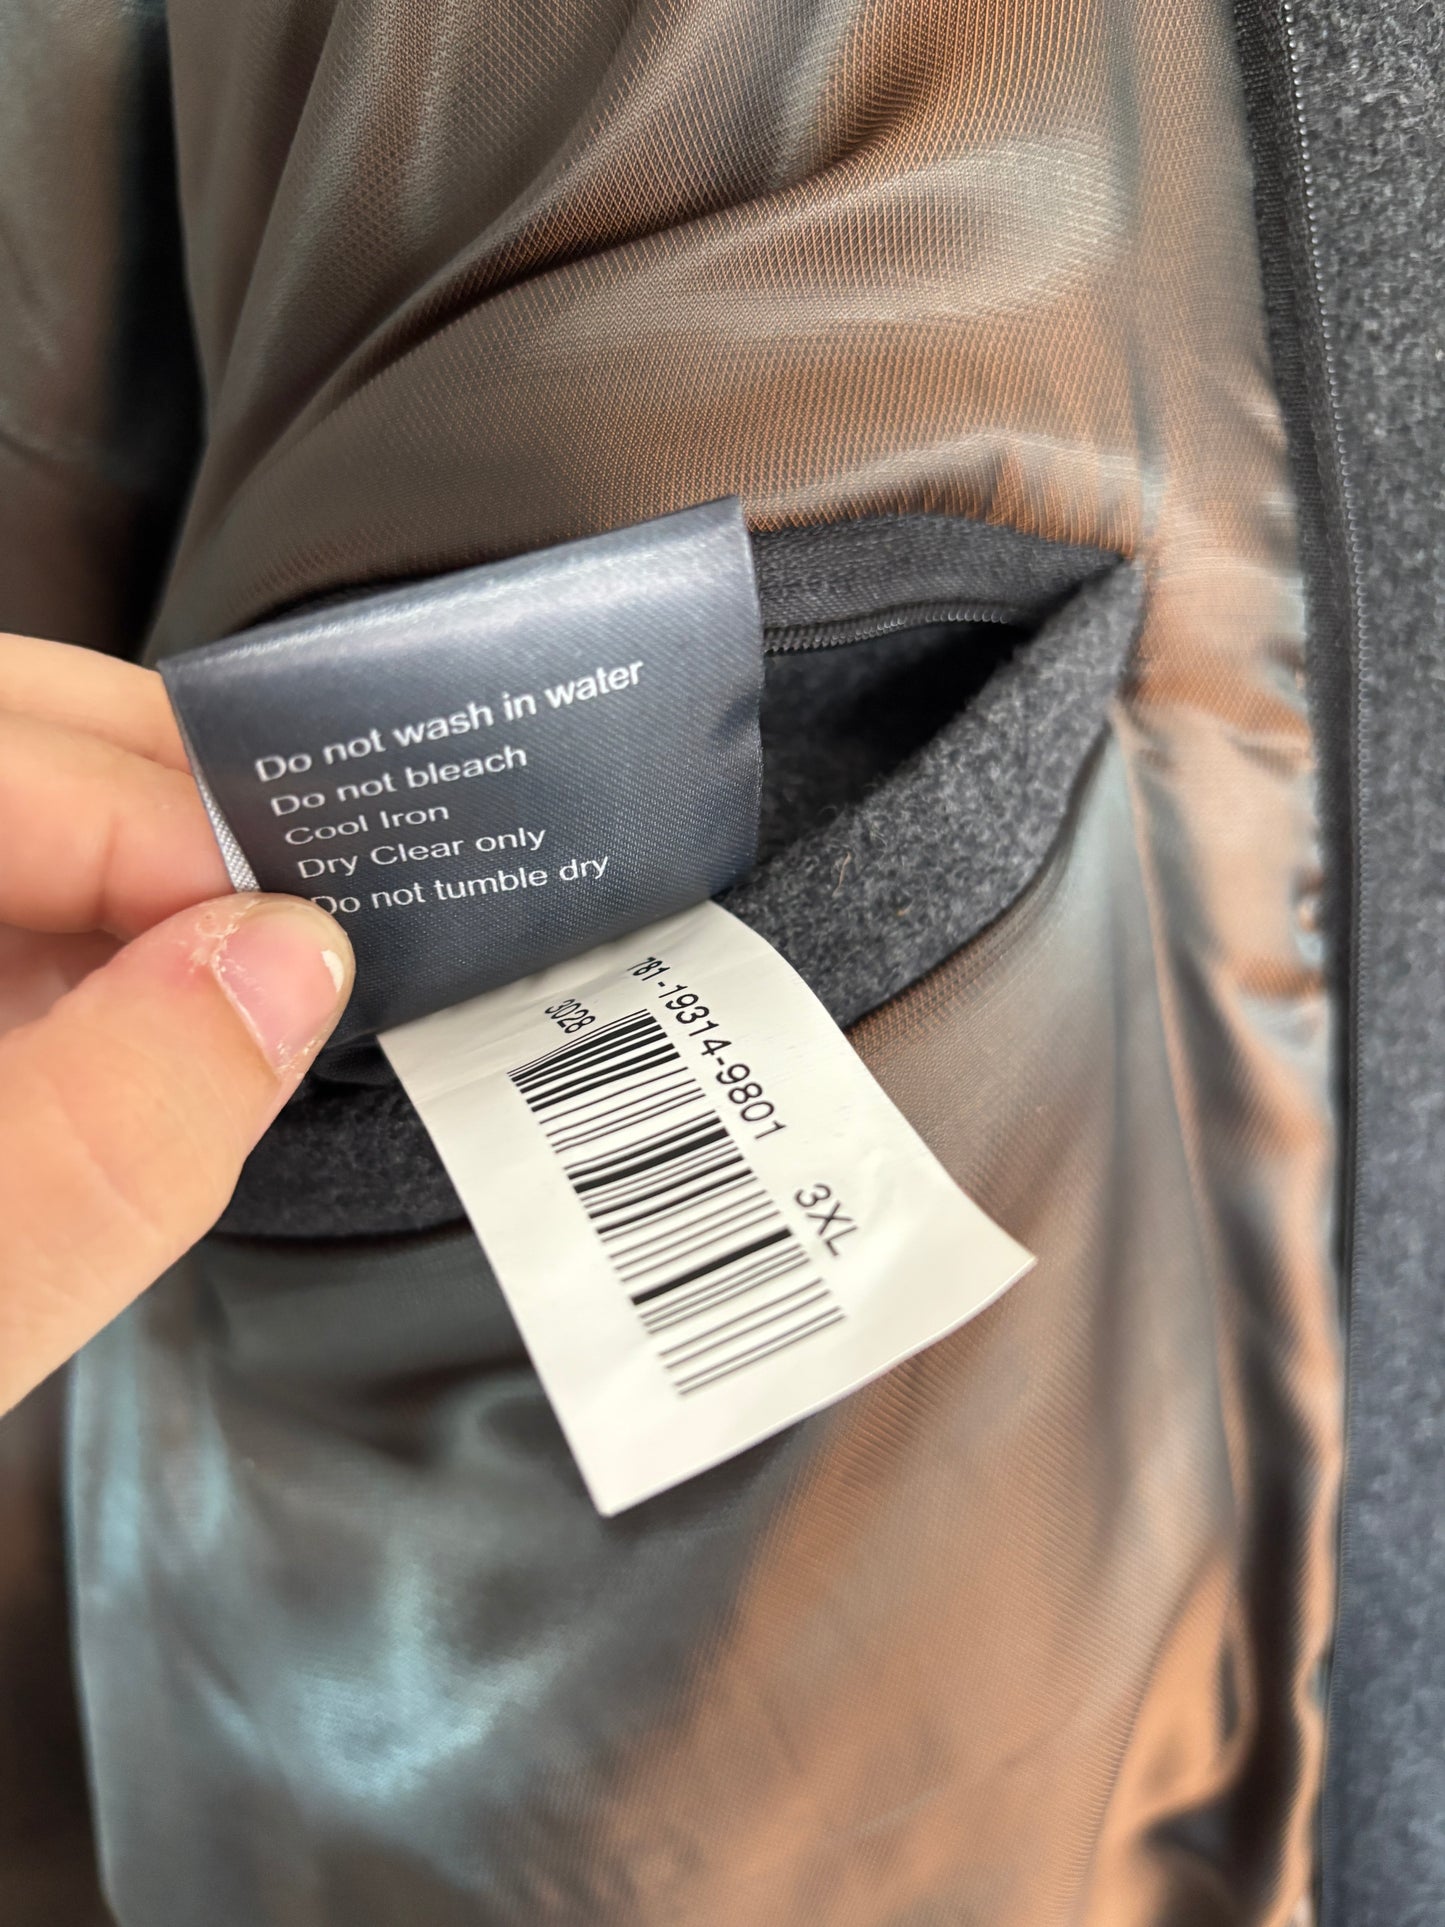 Do not wash in water
Do not bleach
Cool Iron
Dry Clear only
Do not tumble dry
781-19314-9801 3XL
3028